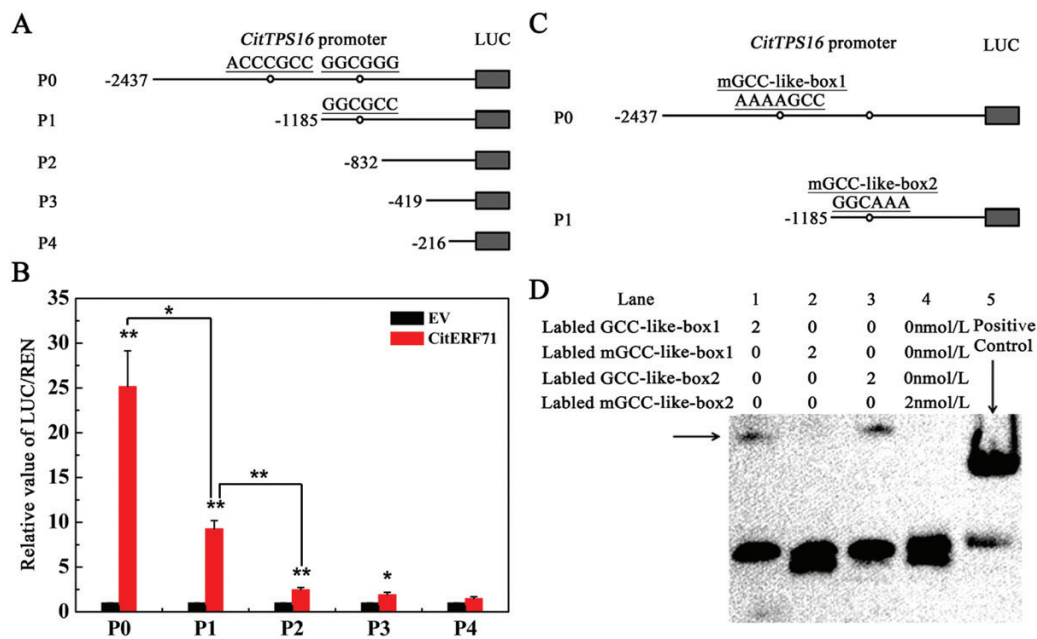 A
CitTPS16 promoter LUC
ACCCGCC GGCGGG
P0 -2437
GGCGCC
P1 -1185
P2 -832
P3 -419
P4 -216
B
Relative value of LUC/REN
35
30
25
20
15
10
5
0
** * ** ** ** *
EV
CitERF71
P0 P1 P2 P3 P4
C
CitTPS16 promoter LUC
mGCC-like-box1
AAAAGCC
P0 -2437
mGCC-like-box2
GGCAAA
P1 -1185
D
Lane 1 2 3 4 5
Labled GCC-like-box1 2 0 0 0nmol/L Positive
Labled mGCC-like-box1 0 2 0 0nmol/L Control
Labled GCC-like-box2 0 0 2 0nmol/L
Labled mGCC-like-box2 0 0 0 2nmol/L